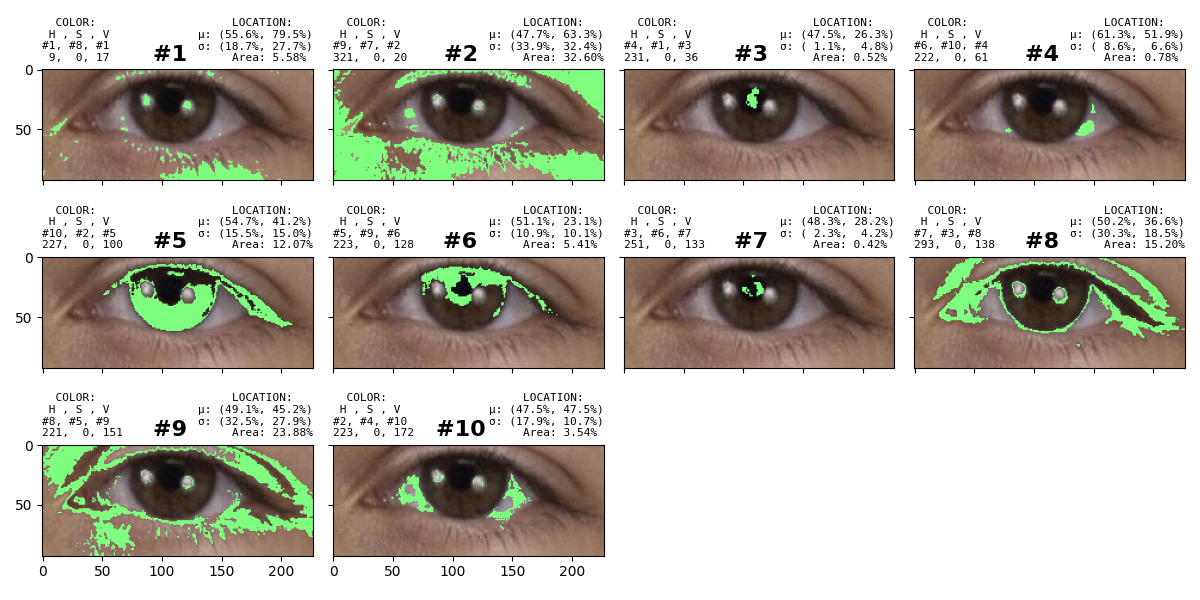 COLOR: LOCATION:
H , S , V μ: (55.6%, 79.5%)
#1, #8, #1 #1 σ: (18.7%, 27.7%)
9, 0, 17 Area: 5.58%
COLOR: LOCATION:
H , S , V μ: (47.7%, 63.3%)
#9, #7, #2 #2 σ: (33.9%, 32.4%)
321, 0, 20 Area: 32.60%
COLOR: LOCATION:
H , S , V μ: (47.5%, 26.3%)
#4, #1, #3 #3 σ: ( 1.1%, 4.8%)
231, 0, 36 Area: 0.52%
COLOR: LOCATION:
H , S , V μ: (61.3%, 51.9%)
#6, #10, #4 #4 σ: ( 8.6%, 6.6%)
222, 0, 61 Area: 0.78%
0
50
COLOR: LOCATION:
H , S , V μ: (54.7%, 41.2%)
#10, #2, #5 #5 σ: (15.5%, 15.0%)
227, 0, 100 Area: 12.07%
COLOR: LOCATION:
H , S , V μ: (51.1%, 23.1%)
#5, #9, #6 #6 σ: (10.9%, 10.1%)
223, 0, 128 Area: 5.41%
COLOR: LOCATION:
H , S , V μ: (48.3%, 28.2%)
#3, #6, #7 #7 σ: ( 2.3%, 4.2%)
251, 0, 133 Area: 0.42%
COLOR: LOCATION:
H , S , V μ: (50.2%, 36.6%)
#7, #3, #8 #8 σ: (30.3%, 18.5%)
293, 0, 138 Area: 15.20%
0
50
COLOR: LOCATION:
H , S , V μ: (49.1%, 45.2%)
#8, #5, #9 #9 σ: (32.5%, 27.9%)
221, 0, 151 Area: 23.88%
COLOR: LOCATION:
H , S , V μ: (47.5%, 47.5%)
#2, #4, #10 #10 σ: (17.9%, 10.7%)
223, 0, 172 Area: 3.54%
0
50
0 50 100 150 200
0 50 100 150 200